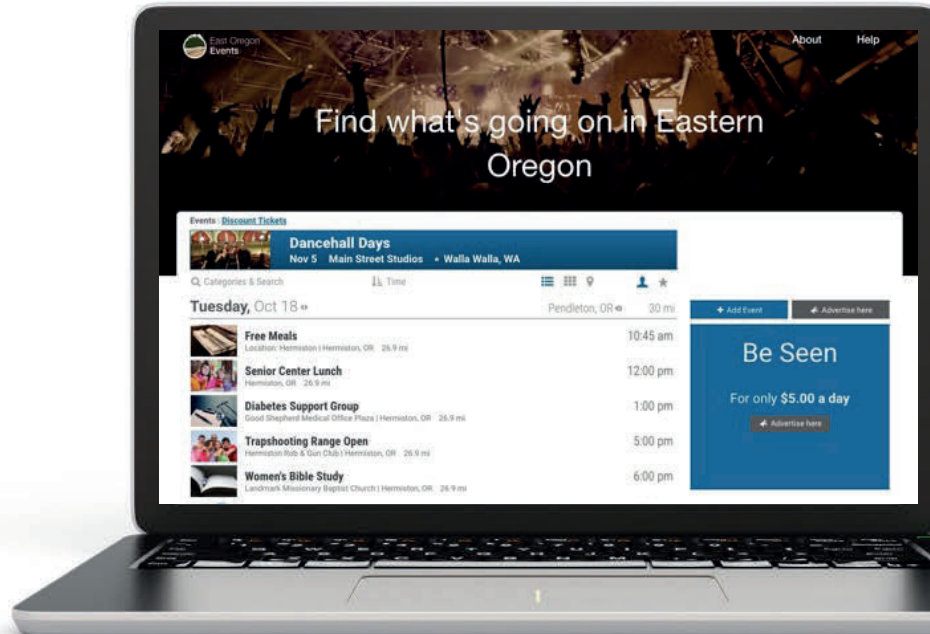 East Oregon
Events
About Help
Find what's going on in Eastern
Oregon
Events | Discount Tickets
Dancehall Days
Nov 5 Main Street Studios • Walla Walla, WA
Categories & Search Time
Tuesday, Oct 18 Pendleton, OR 30 mi
+ Add Event Advertise here
Free Meals 10:45 am
Location: Hermiston | Hermiston, OR 26.9 mi
Senior Center Lunch 12:00 pm
Hermiston, OR 26.9 mi
Diabetes Support Group 1:00 pm
Good Shepherd Medical Office Plaza | Hermiston, OR 26.9 mi
Trapshooting Range Open 5:00 pm
Hermiston Rob & Gun Club | Hermiston, OR 26.9 mi
Women's Bible Study 6:00 pm
Landmark Missionary Baptist Church | Hermiston, OR 26.9 mi
Be Seen
For only $5.00 a day
Advertise here